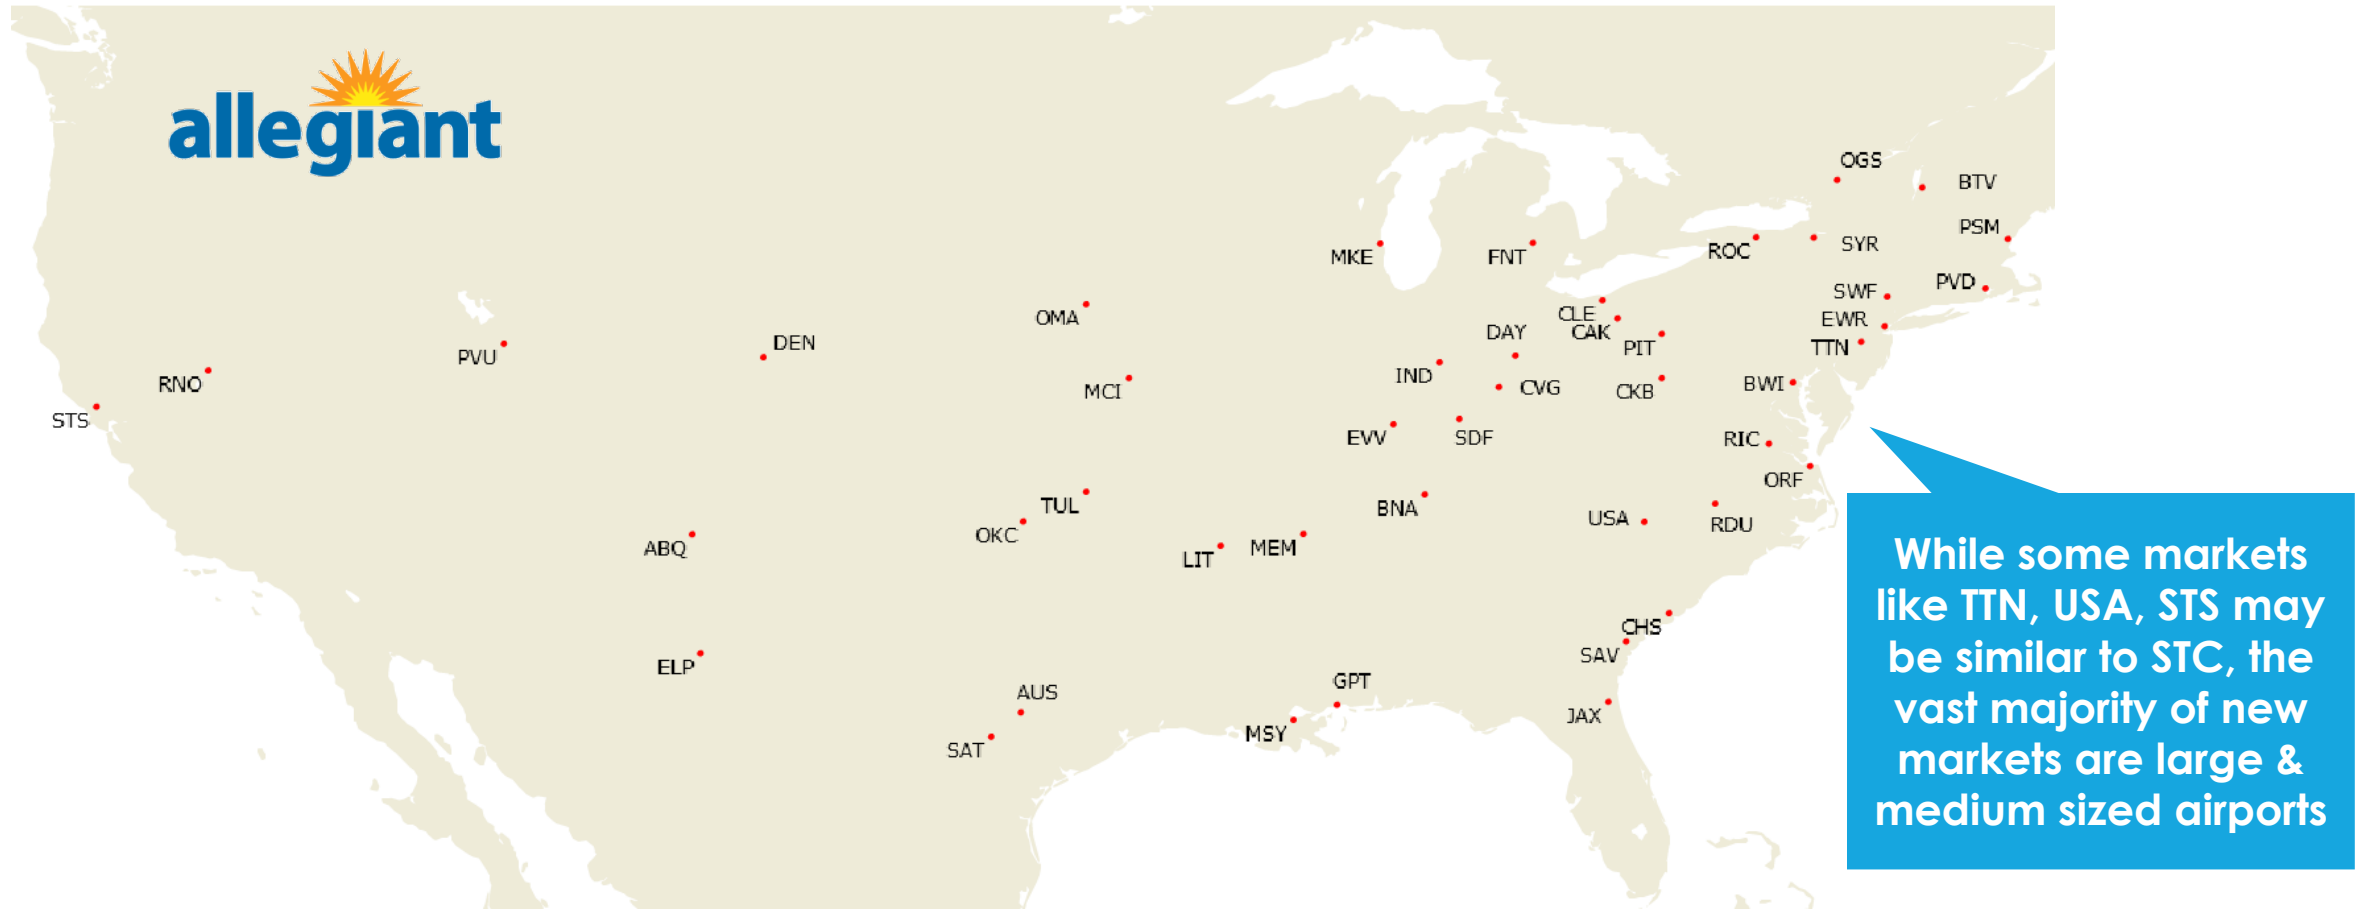 allegiant
OGS
BTV
PSM
MKE
FNT
ROC
SYR
PVD
SWF
OMA
CLE
EWR
DEN
DAY
CAK
PVU
PIT
TTN
RNO
IND
MCI
CVG
CKB
BWI
STS
EVV
SDF
RIC
ORF
TUL
BNA
USA
RDU
OKC
ABQ
LIT
MEM
CHS
SAV
ELP
AUS
GPT
JAX
MSY
SAT
While some markets
like TTN, USA, STS may
be similar to STC, the
vast majority of new
markets are large &
medium sized airports